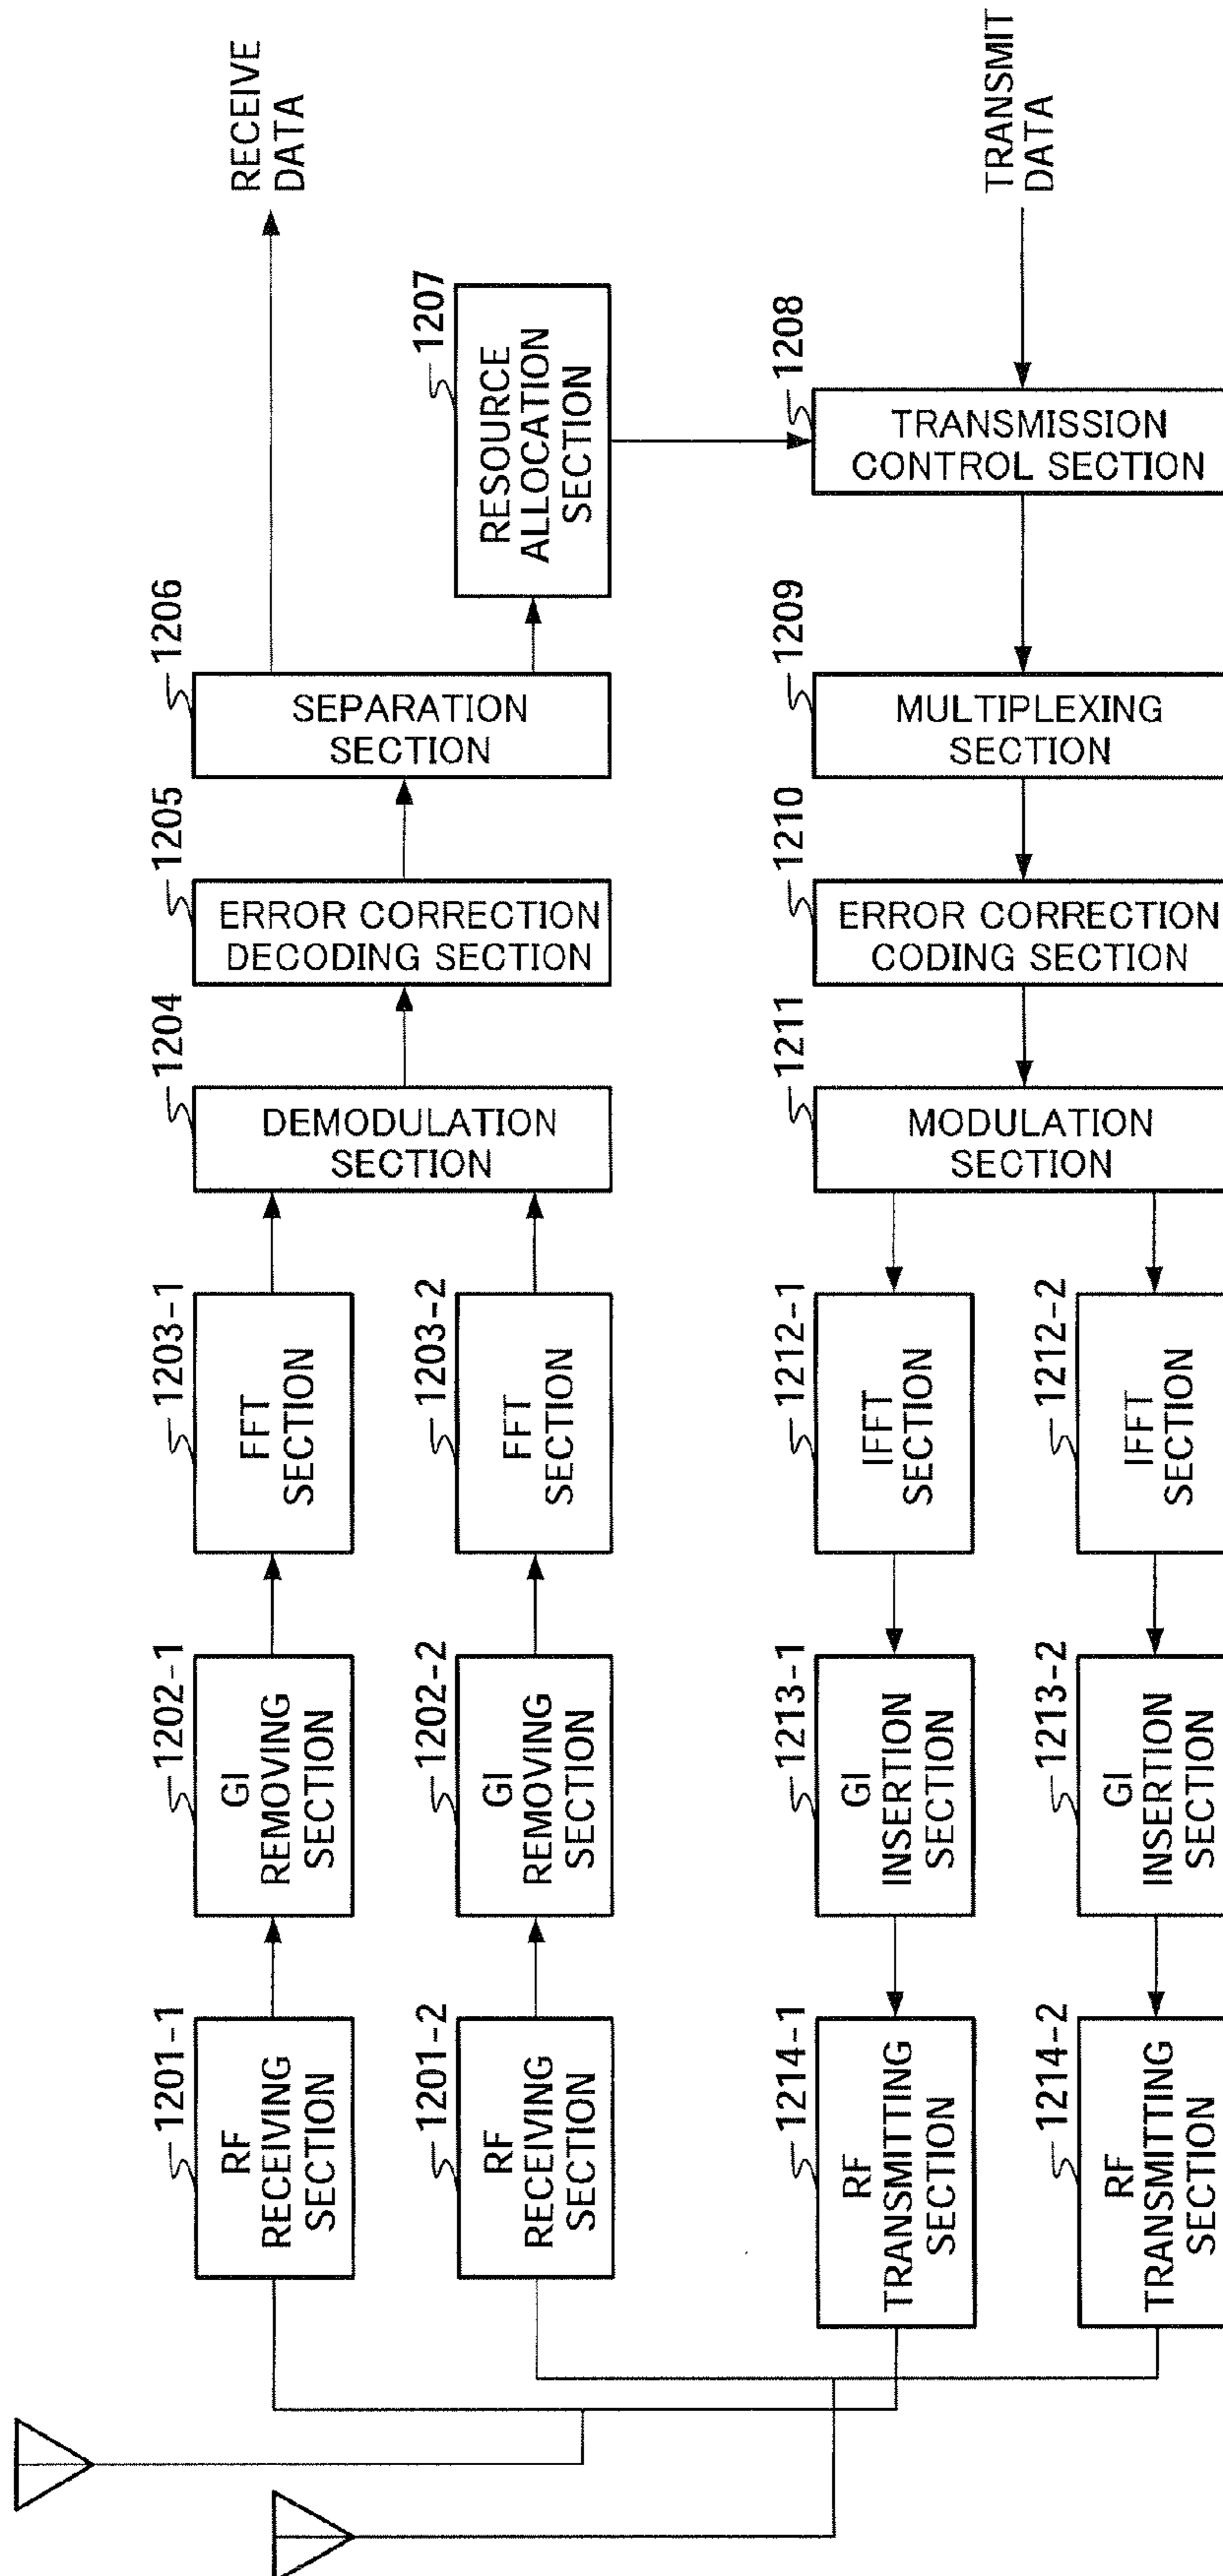 RECEIVE
DATA
1207
RESOURCE
ALLOCATION
SECTION
TRANSMIT
DATA
1208
TRANSMISSION
CONTROL SECTION
1206
SEPARATION
SECTION
1209
MULTIPLEXING
SECTION
1205
ERROR CORRECTION
DECODING SECTION
1210
ERROR CORRECTION
CODING SECTION
1204
DEMODULATION
SECTION
1211
MODULATION
SECTION
1203-1
FFT
SECTION
1203-2
FFT
SECTION
1212-1
IFFT
SECTION
1212-2
IFFT
SECTION
1202-1
GI
REMOVING
SECTION
1202-2
GI
REMOVING
SECTION
1213-1
GI
INSERTION
SECTION
1213-2
GI
INSERTION
SECTION
1201-1
RF
RECEIVING
SECTION
1201-2
RF
RECEIVING
SECTION
1214-1
RF
TRANSMITTING
SECTION
1214-2
RF
TRANSMITTING
SECTION